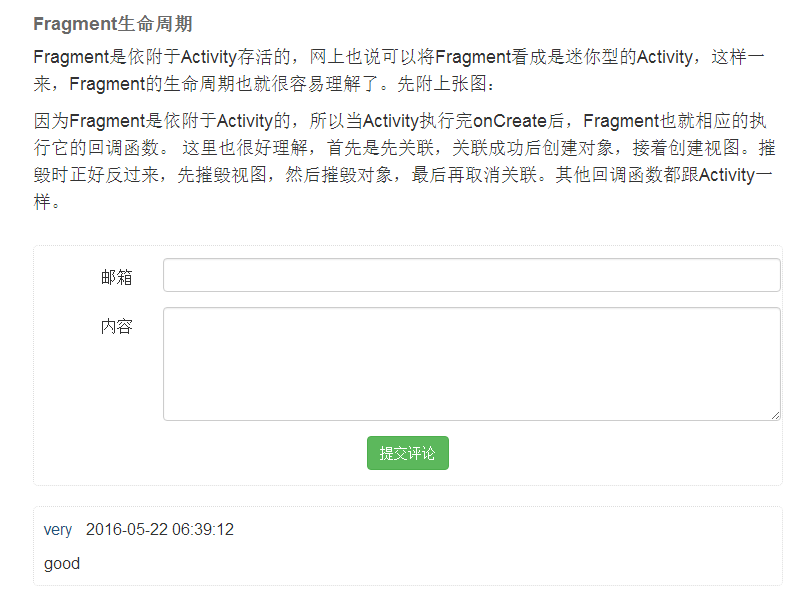 Fragment生命周期
Fragment是依附于Activity存活的，网上也说可以将Fragment看成是迷你型的Activity，这样一
来，Fragment的生命周期也就很容易理解了。先附上张图：
因为Fragment是依附于Activity的，所以当Activity执行完onCreate后，Fragment也就相应的执
行它的回调函数。 这里也很好理解，首先是先关联，关联成功后创建对象，接着创建视图。摧
毁时正好反过来，先摧毁视图，然后摧毁对象，最后再取消关联。其他回调函数都跟Activity一
样。
邮箱
内容
提交评论
very 2016-05-22 06:39:12
good